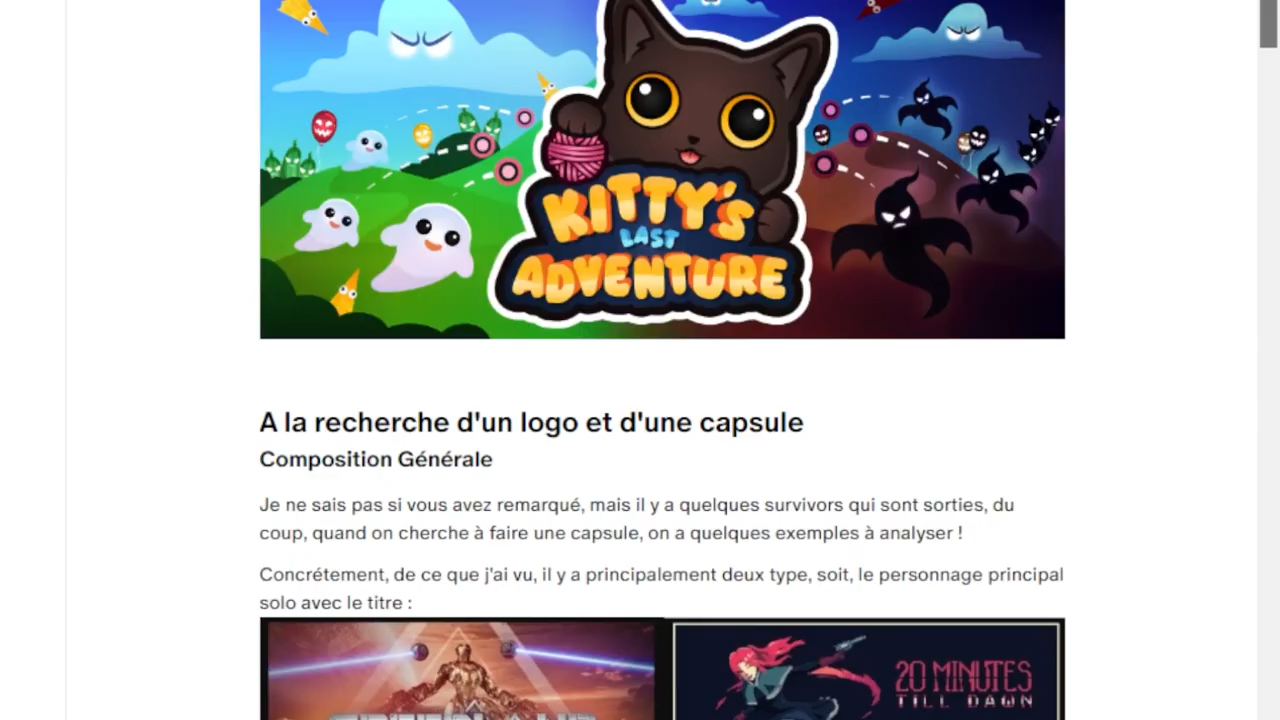 KITTY'S
LAST
ADVENTURE
A la recherche d'un logo et d'une capsule
Composition Générale
Je ne sais pas si vous avez remarqué, mais il y a quelques survivors qui sont sorties, du
coup, quand on cherche à faire une capsule, on a quelques exemples à analyser !
Concrétement, de ce que j'ai vu, il y a principalement deux type, soit, le personnage principal
solo avec le titre :
20 MINUTES
TILL DAWN